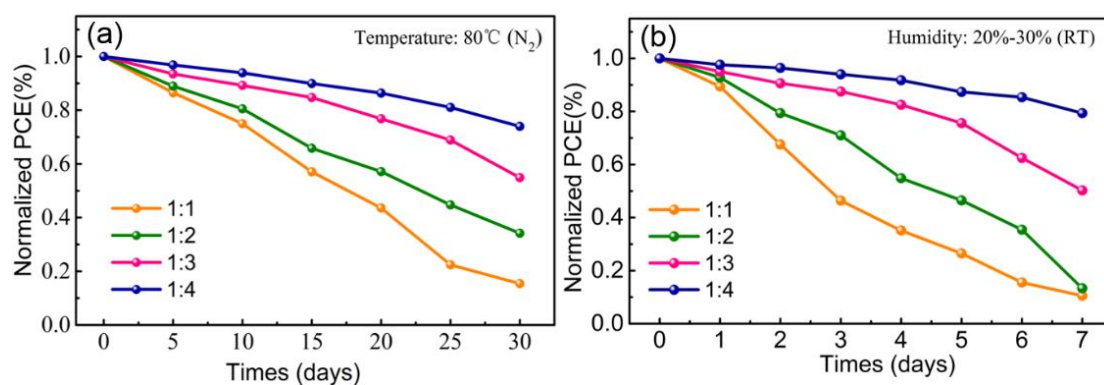 (a)
Temperature: 80℃ (N₂)
Normalized PCE(%)
1.0
0.8
0.6
0.4
0.2
0.0
1:1
1:2
1:3
1:4
0 5 10 15 20 25 30
Times (days)
(b)
Humidity: 20%-30% (RT)
Normalized PCE(%)
1.0
0.8
0.6
0.4
0.2
0.0
1:1
1:2
1:3
1:4
0 1 2 3 4 5 6 7
Times (days)